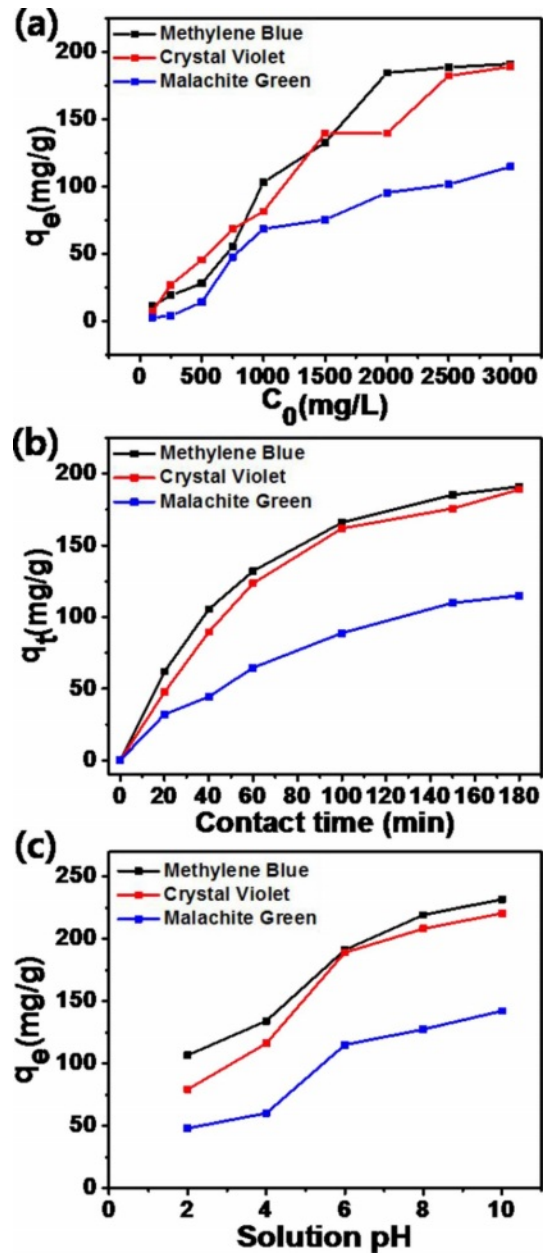 (a)
Methylene Blue
Crystal Violet
Malachite Green
200
150
100
50
0
qe(mg/g)
0 500 1000 1500 2000 2500 3000
C0(mg/L)
(b)
Methylene Blue
Crystal Violet
Malachite Green
200
150
100
50
0
qt(mg/g)
0 20 40 60 80 100 120 140 160 180
Contact time (min)
(c)
Methylene Blue
Crystal Violet
Malachite Green
250
200
150
100
50
0
qe(mg/g)
0 2 4 6 8 10
Solution pH